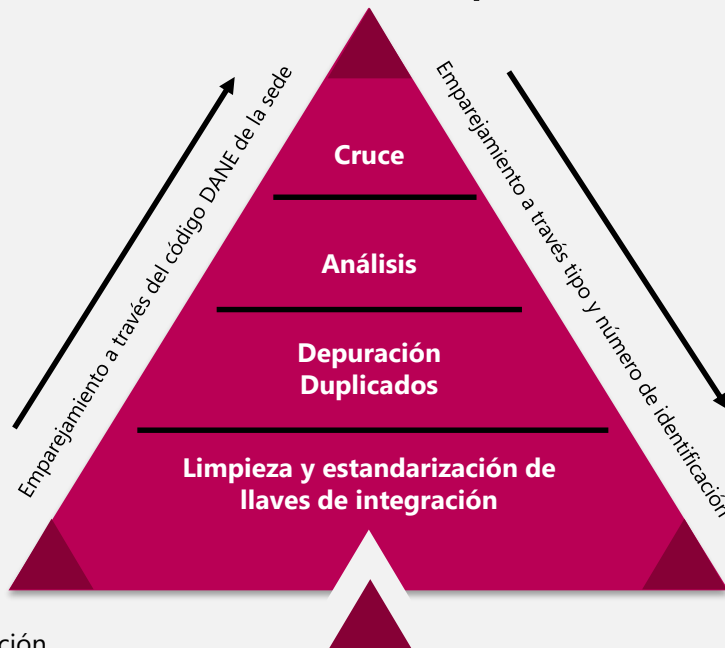 Emparejamiento a través del código DANE de la sede
Emparejamiento a través tipo y número de identificación
Cruce
Análisis
Depuración
Duplicados
Limpieza y estandarización de
llaves de integración